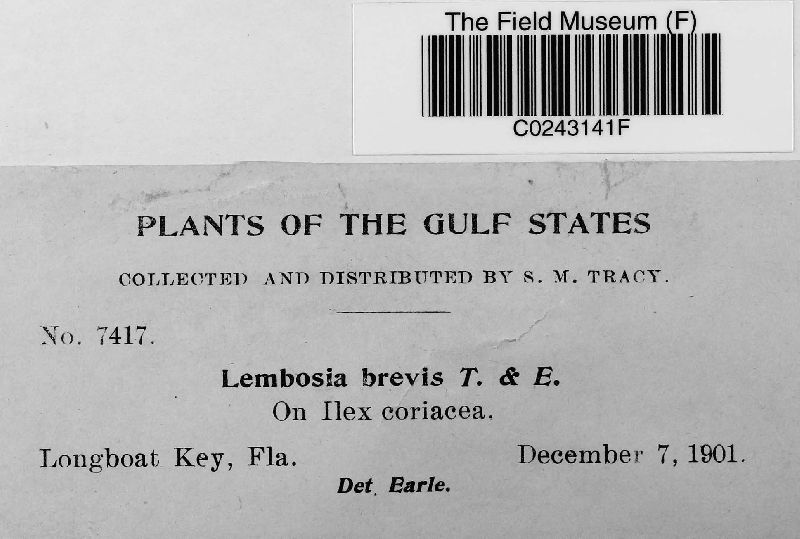 The Field Museum (F)
C0243141F
PLANTS OF THE GULF STATES
COLLECTED AND DISTRIBUTED BY S. M. TRACY.
No. 7417.
Lembosia brevis T. & E.
On Ilex coriacea.
Longboat Key, Fla. December 7, 1901.
Det. Earle.